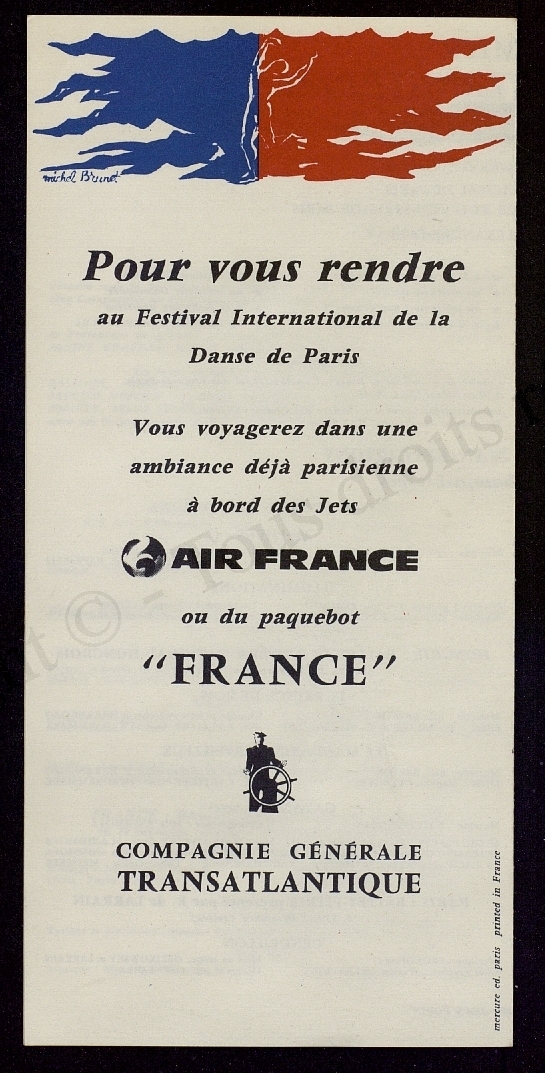 michel Brunet
Pour vous rendre
au Festival International de la
Danse de Paris
Vous voyagerez dans une
ambiance déjà parisienne
à bord des Jets
AIR FRANCE
ou du paquebot
“FRANCE”
COMPAGNIE GÉNÉRALE
TRANSATLANTIQUE
mercure ed. paris printed in France
© - Tous droits